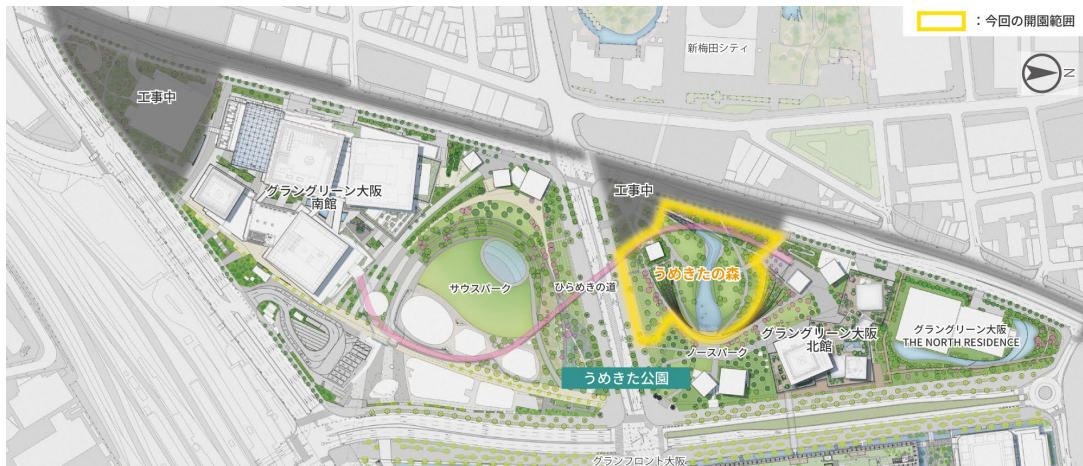 ：今回の開園範囲
新梅田シティ
N
工事中
グラングリーン大阪
南館
工事中
うめきたの森
サウスパーク
ひらめきの道
グラングリーン大阪
北館
グラングリーン大阪
THE NORTH RESIDENCE
ノースパーク
うめきた公園
グランフロント大阪